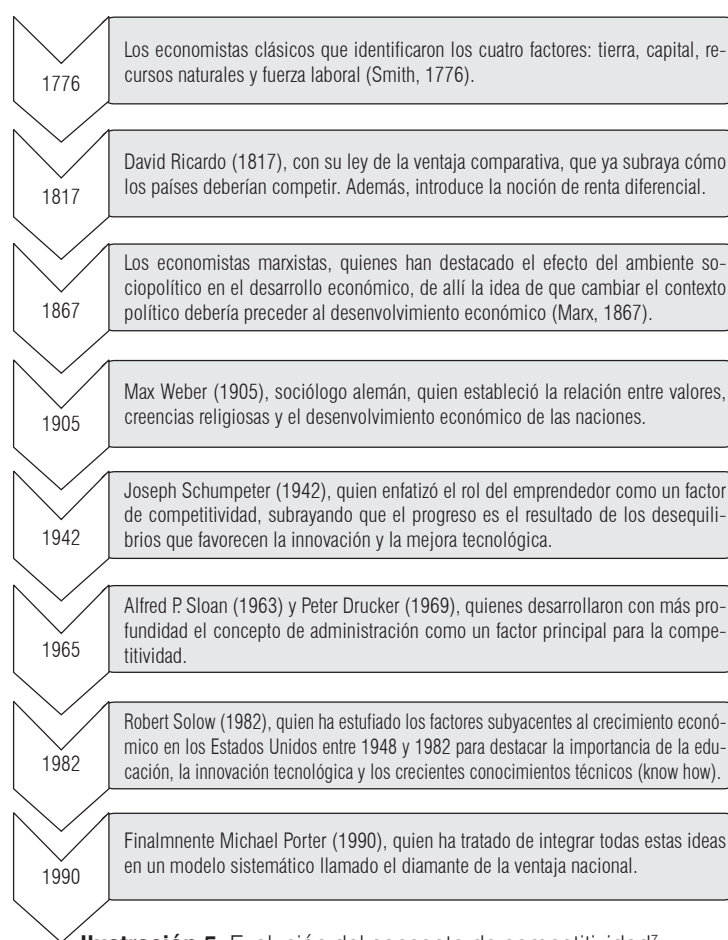 1776
Los economistas clásicos que identificaron los cuatro factores: tierra, capital, re-
cursos naturales y fuerza laboral (Smith, 1776).
1817
David Ricardo (1817), con su ley de la ventaja comparativa, que ya subraya cómo
los países deberían competir. Además, introduce la noción de renta diferencial.
1867
Los economistas marxistas, quienes han destacado el efecto del ambiente so-
ciopolítico en el desarrollo económico, de allí la idea de que cambiar el contexto
político debería preceder al desenvolvimiento económico (Marx, 1867).
1905
Max Weber (1905), sociólogo alemán, quien estableció la relación entre valores,
creencias religiosas y el desenvolvimiento económico de las naciones.
1942
Joseph Schumpeter (1942), quien enfatizó el rol del emprendedor como un factor
de competitividad, subrayando que el progreso es el resultado de los desequili-
brios que favorecen la innovación y la mejora tecnológica.
1965
Alfred P. Sloan (1963) y Peter Drucker (1969), quienes desarrollaron con más pro-
fundidad el concepto de administración como un factor principal para la compe-
titividad.
1982
Robert Solow (1982), quien ha estufiado los factores subyacentes al crecimiento econó-
mico en los Estados Unidos entre 1948 y 1982 para destacar la importancia de la edu-
cación, la innovación tecnológica y los crecientes conocimientos técnicos (know how).
1990
Finalmnente Michael Porter (1990), quien ha tratado de integrar todas estas ideas
en un modelo sistemático llamado el diamante de la ventaja nacional.
Ilustración 5. Evolución del concepto de competitividad⁷